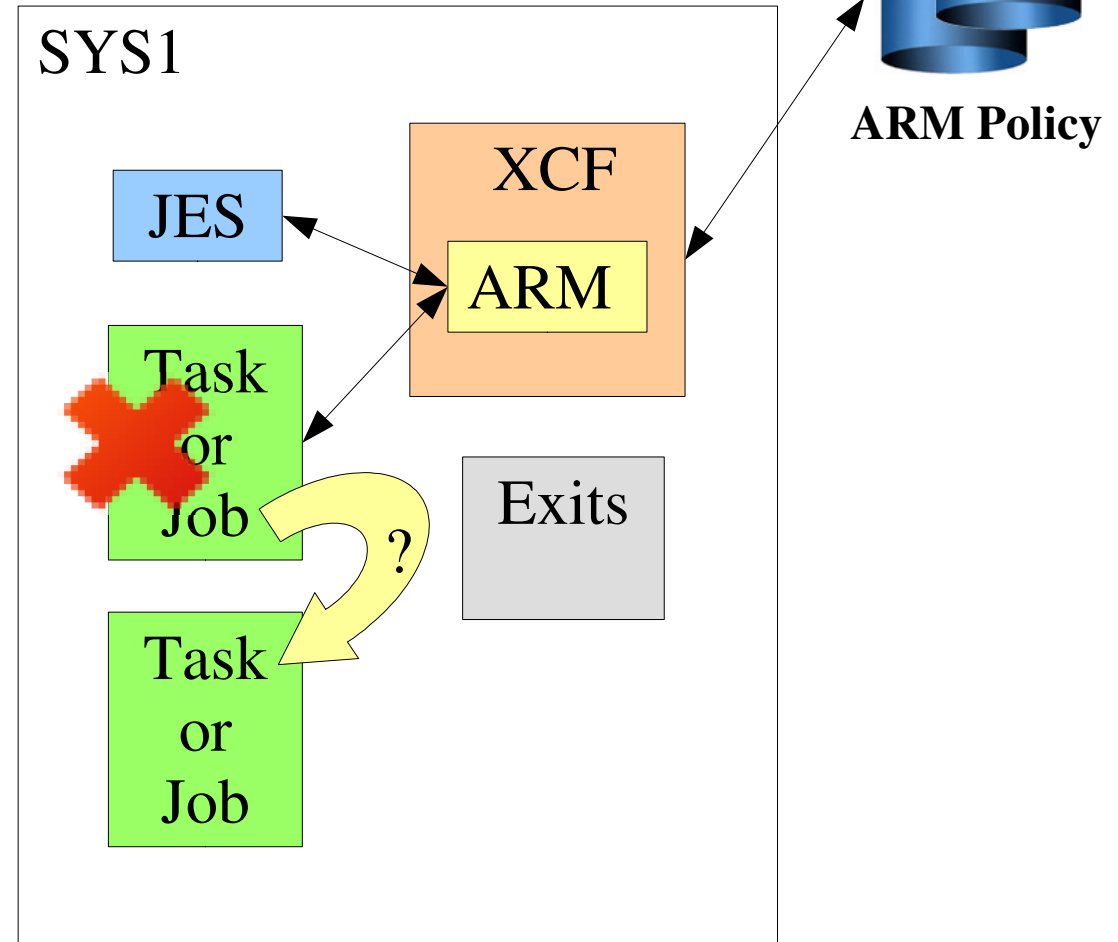 SYS1
ARM Policy
XCF
JES
ARM
Task
or
Job
?
Exits
Task
or
Job